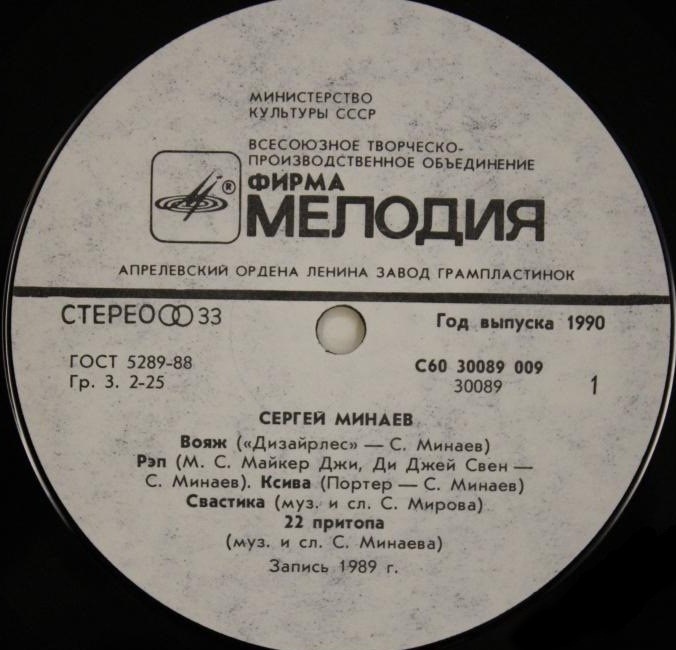 МИНИСТЕРСТВО
КУЛЬТУРЫ СССР
ВСЕСОЮЗНОЕ ТВОРЧЕСКО-
ПРОИЗВОДСТВЕННОЕ ОБЪЕДИНЕНИЕ
®
ФИРМА
МЕЛОДИЯ
АПРЕЛЕВСКИЙ ОРДЕНА ЛЕНИНА ЗАВОД ГРАМПЛАСТИНОК
СТЕРЕО 33
Год выпуска 1990
ГОСТ 5289-88
Гр. 3. 2-25
С60 30089 009
30089
1
СЕРГЕЙ МИНАЕВ
Вояж («Дизайрлес» — С. Минаев)
Рэп (М. С. Майкер Джи, Ди Джей Свен —
С. Минаев). Ксива (Портер — С. Минаев)
Свастика (муз. и сл. С. Мирова)
22 притопа
(муз. и сл. С. Минаева)
Запись 1989 г.